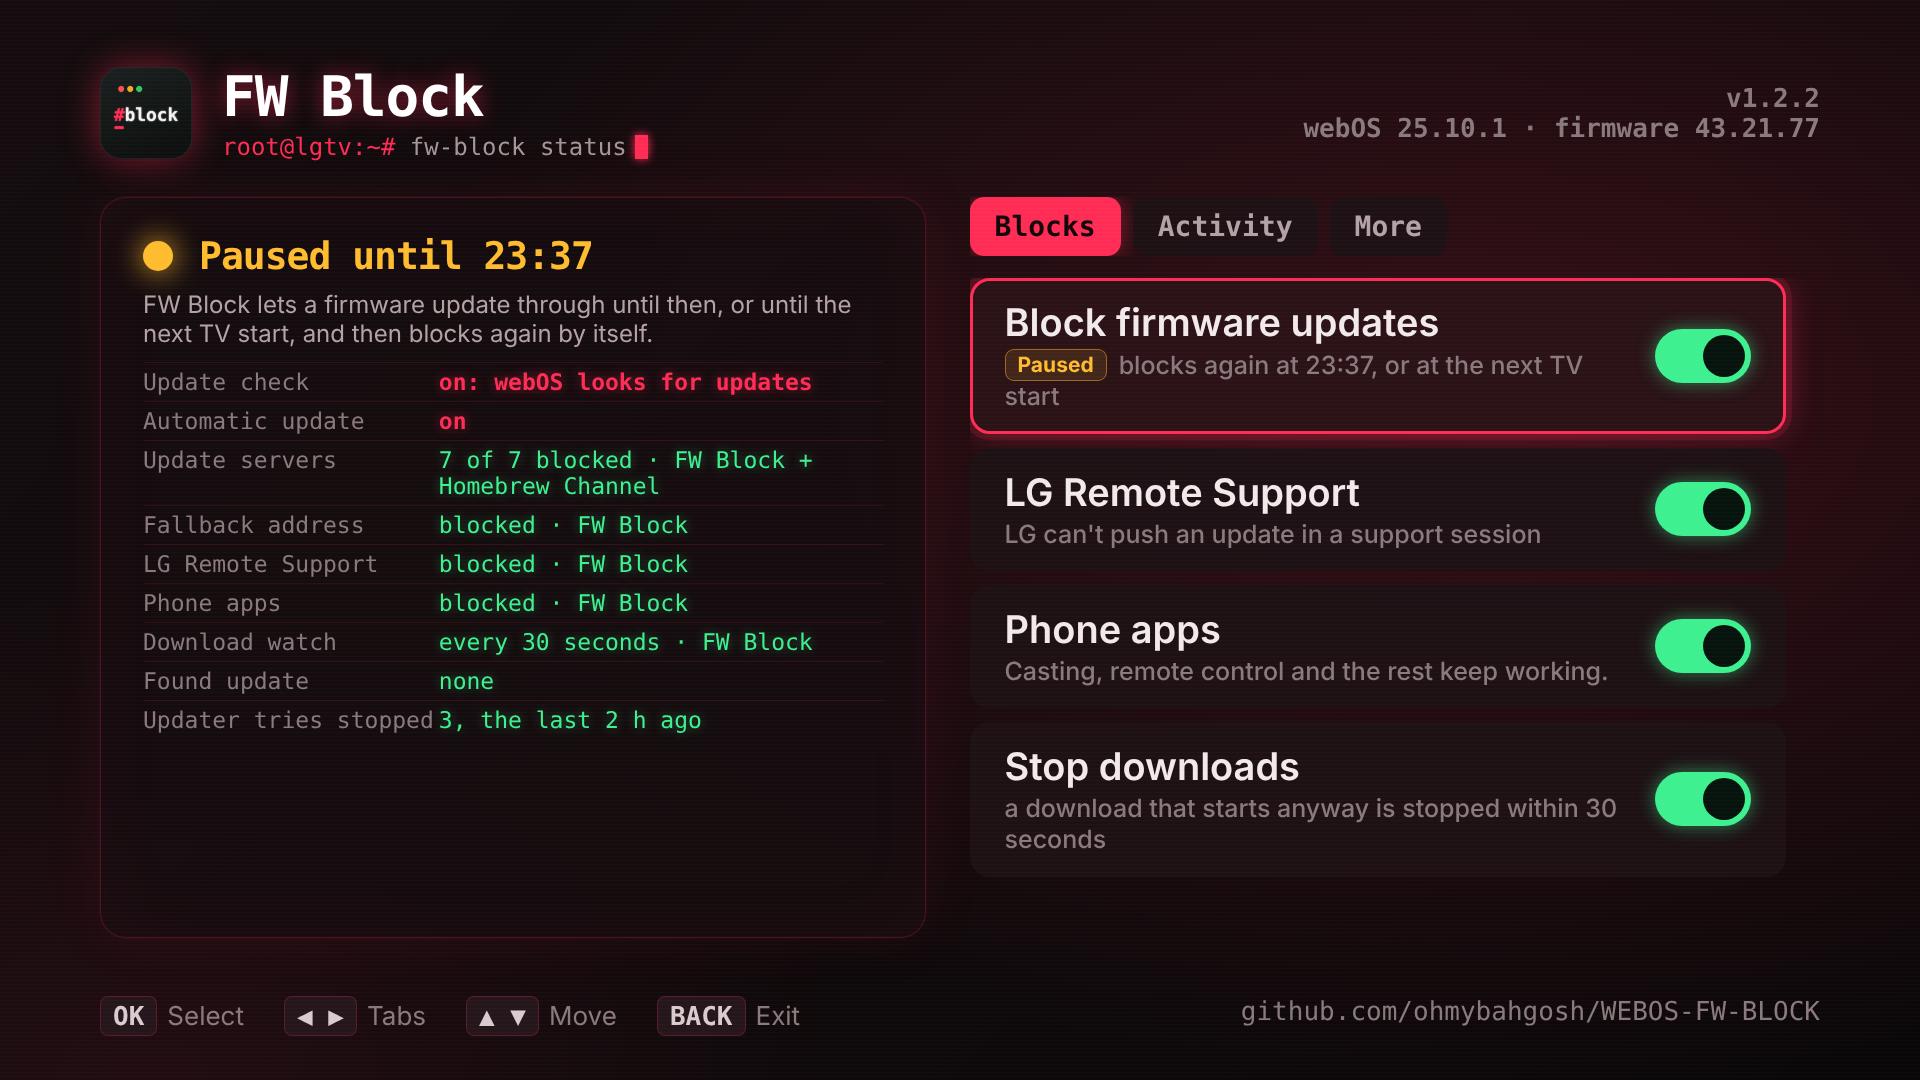 #block
FW Block
root@lgtv:~# fw-block status
v1.2.2
webOS 25.10.1 · firmware 43.21.77
Paused until 23:37
FW Block lets a firmware update through until then, or until the
next TV start, and then blocks again by itself.
Update check on: webOS looks for updates
Automatic update on
Update servers 7 of 7 blocked · FW Block +
Homebrew Channel
Fallback address blocked · FW Block
LG Remote Support blocked · FW Block
Phone apps blocked · FW Block
Download watch every 30 seconds · FW Block
Found update none
Updater tries stopped 3, the last 2 h ago
Blocks Activity More
Block firmware updates
Paused blocks again at 23:37, or at the next TV
start
LG Remote Support
LG can't push an update in a support session
Phone apps
Casting, remote control and the rest keep working.
Stop downloads
a download that starts anyway is stopped within 30
seconds
OK Select ◀ ▶ Tabs ▲ ▼ Move BACK Exit
github.com/ohmybahgosh/WEBOS-FW-BLOCK